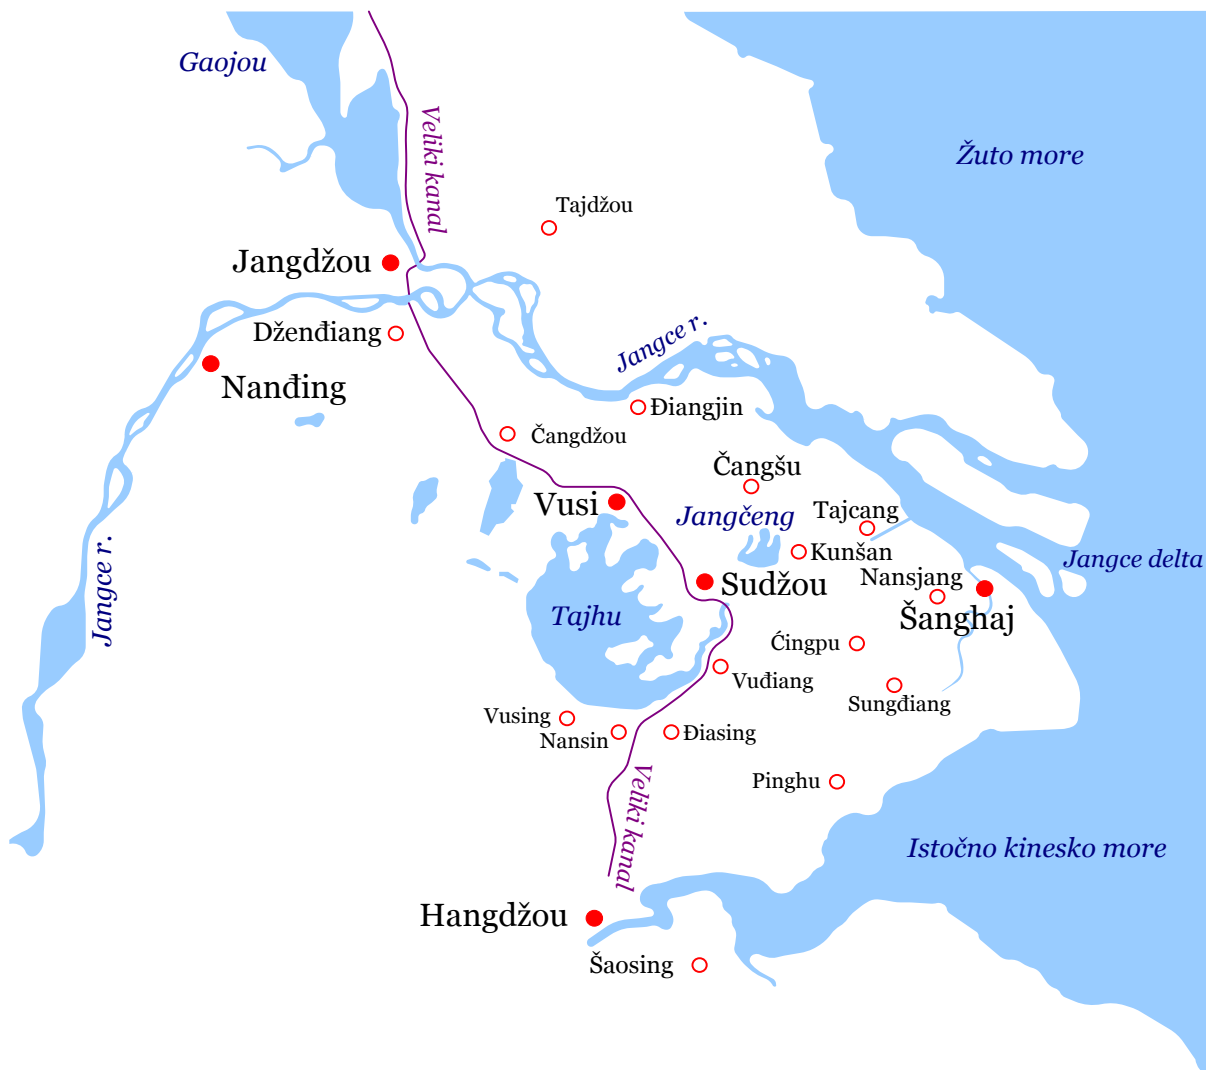 Gaojou
Veliki kanal
Žuto more
Tajdžou
Jangdžou
Dženđiang
Jangce r.
Nanđing
Điangjin
Čangdžou
Čangšu
Vusi
Jangčeng
Tajcang
Kunšan
Jangce delta
Jangce r.
Nansjang
Sudžou
Šanghaj
Tajhu
Ćingpu
Vuđiang
Sungđiang
Vusing
Nansin
Điasing
Pinghu
Veliki kanal
Istočno kinesko more
Hangdžou
Šaosing